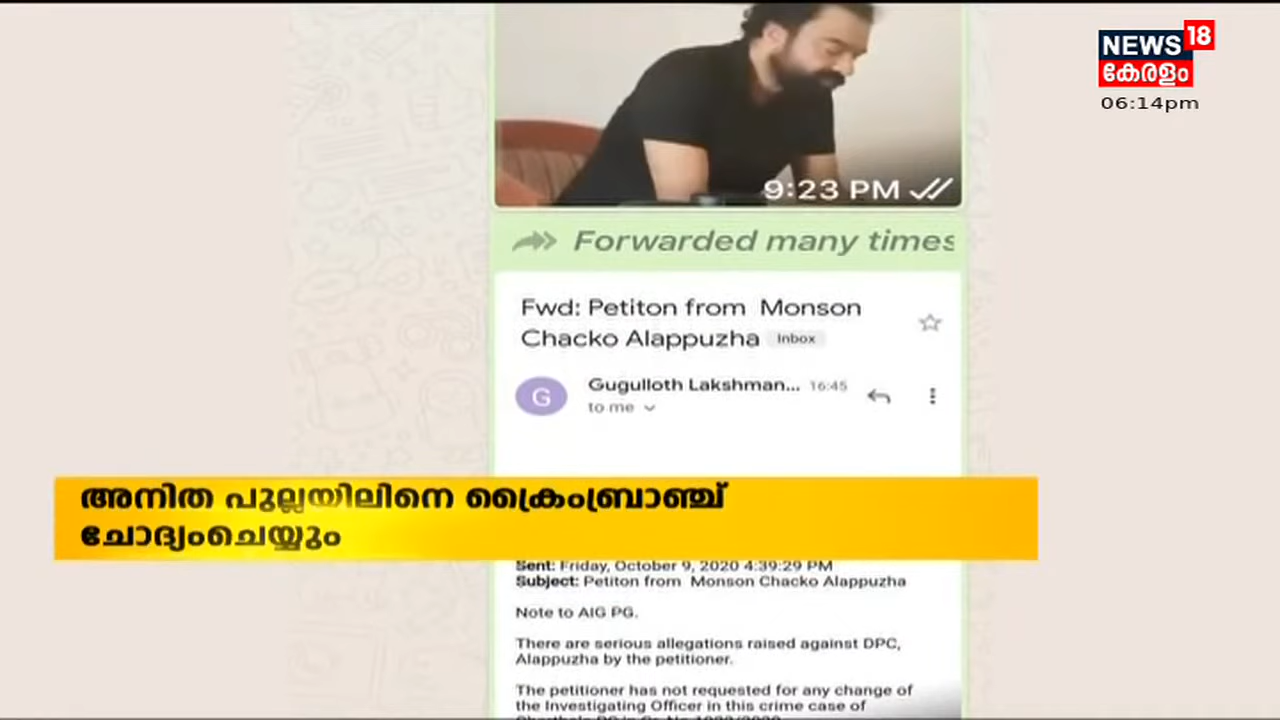 NEWS 18
കേരളം
06:14pm
9:23 PM
Forwarded many times
Fwd: Petiton from Monson
Chacko Alappuzha Inbox
G
Gugulloth Lakshman... 16:45
to me
അനിത പുല്ലയിലിനെ ക്രൈംബ്രാഞ്ച്
ചോദ്യംചെയ്യും
Sent: Friday, October 9, 2020 4:39:29 PM
Subject: Petiton from Monson Chacko Alappuzha
Note to AIG PG.
There are serious allegations raised against DPC,
Alappuzha by the petitioner.
The petitioner has not requested for any change of
the Investigating Officer in this crime case of